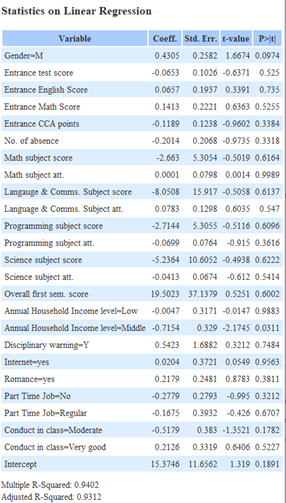 Statistics on Linear Regression
Variable Coeff. Std. Err. t-value P>|t|
Gender=M 0.4305 0.2582 1.6674 0.0974
Entrance test score -0.0653 0.1026 -0.6371 0.525
Entrance English Score 0.0657 0.1937 0.3391 0.735
Entrance Math Score 0.1413 0.2221 0.6363 0.5255
Entrance CCA points -0.1189 0.1238 -0.9602 0.3384
No. of absence -0.2014 0.2068 -0.9735 0.3318
Math subject score -2.663 5.3054 -0.5019 0.6164
Math subject att. 0.0001 0.0798 0.0014 0.9989
Langauge & Comms. Subject score -8.0508 15.917 -0.5058 0.6137
Language & Comms. Subject att. 0.0783 0.1298 0.6035 0.547
Programming subject score -2.7144 5.3055 -0.5116 0.6096
Programming subject att. -0.0699 0.0764 -0.915 0.3616
Science subject score -5.2364 10.6052 -0.4938 0.6222
Science subject att. -0.0413 0.0674 -0.612 0.5414
Overall first sem. score 19.5023 37.1379 0.5251 0.6002
Annual Household Income level=Low -0.0047 0.3171 -0.0147 0.9883
Annual Household Income level=Middle -0.7154 0.329 -2.1745 0.0311
Disciplinary warning=Y 0.5423 1.6882 0.3212 0.7484
Internet=yes 0.0204 0.3721 0.0549 0.9563
Romance=yes 0.2179 0.2481 0.8783 0.3811
Part Time Job=No -0.2779 0.2793 -0.995 0.3212
Part Time Job=Regular -0.1675 0.3932 -0.426 0.6707
Conduct in class=Moderate -0.5179 0.383 -1.3521 0.1782
Conduct in class=Very good 0.2126 0.3319 0.6406 0.5227
Intercept 15.3746 11.6562 1.319 0.1891
Multiple R-Squared: 0.9402
Adjusted R-Squared: 0.9312